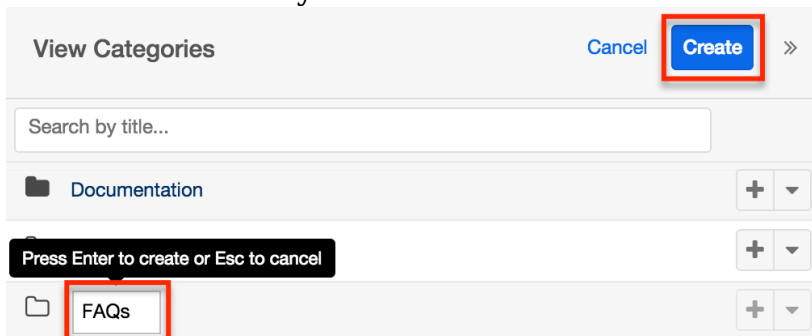 View Categories Cancel Create »
Search by title...
Documentation
Press Enter to create or Esc to cancel
FAQs